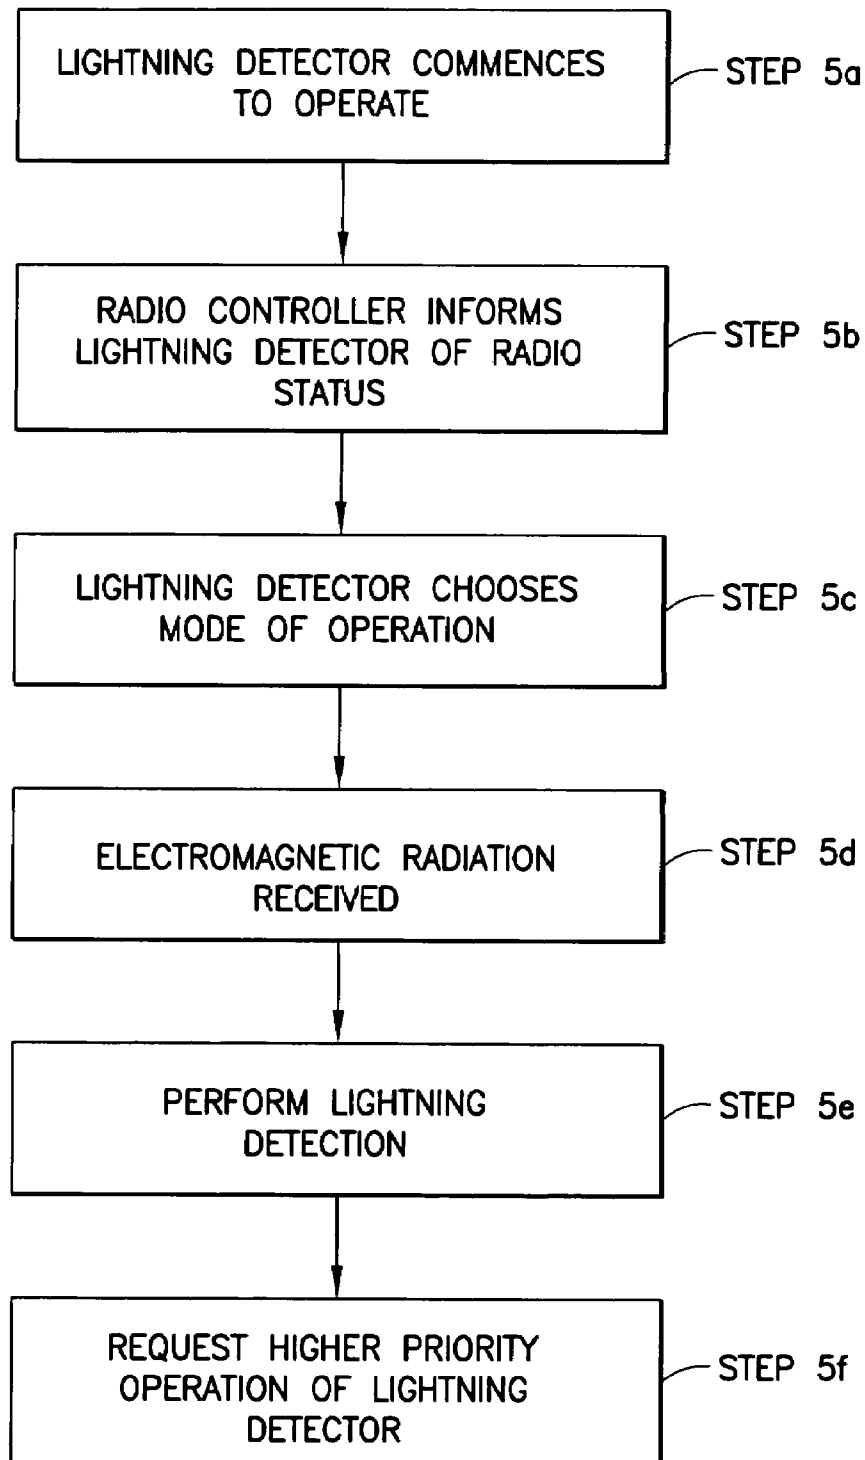 LIGHTNING DETECTOR COMMENCES
TO OPERATE
STEP 5a
RADIO CONTROLLER INFORMS
LIGHTNING DETECTOR OF RADIO
STATUS
STEP 5b
LIGHTNING DETECTOR CHOOSES
MODE OF OPERATION
STEP 5c
ELECTROMAGNETIC RADIATION
RECEIVED
STEP 5d
PERFORM LIGHTNING
DETECTION
STEP 5e
REQUEST HIGHER PRIORITY
OPERATION OF LIGHTNING
DETECTOR
STEP 5f